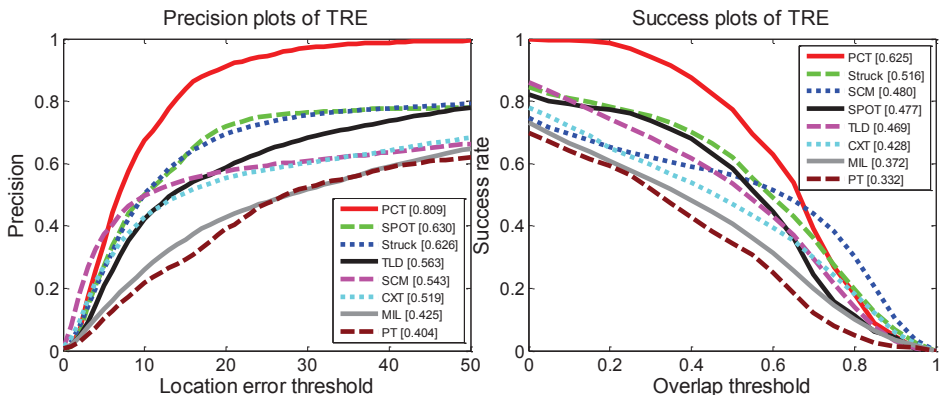 Precision plots of TRE
1
0.8
0.6
0.4
0.2
0
0 10 20 30 40 50
Precision
Location error threshold
PCT [0.809]
SPOT [0.630]
Struck [0.626]
TLD [0.563]
SCM [0.543]
CXT [0.519]
MIL [0.425]
PT [0.404]
Success plots of TRE
1
0.8
0.6
0.4
0.2
0
0 0.2 0.4 0.6 0.8 1
Success rate
Overlap threshold
PCT [0.625]
Struck [0.516]
SCM [0.480]
SPOT [0.477]
TLD [0.469]
CXT [0.428]
MIL [0.372]
PT [0.332]